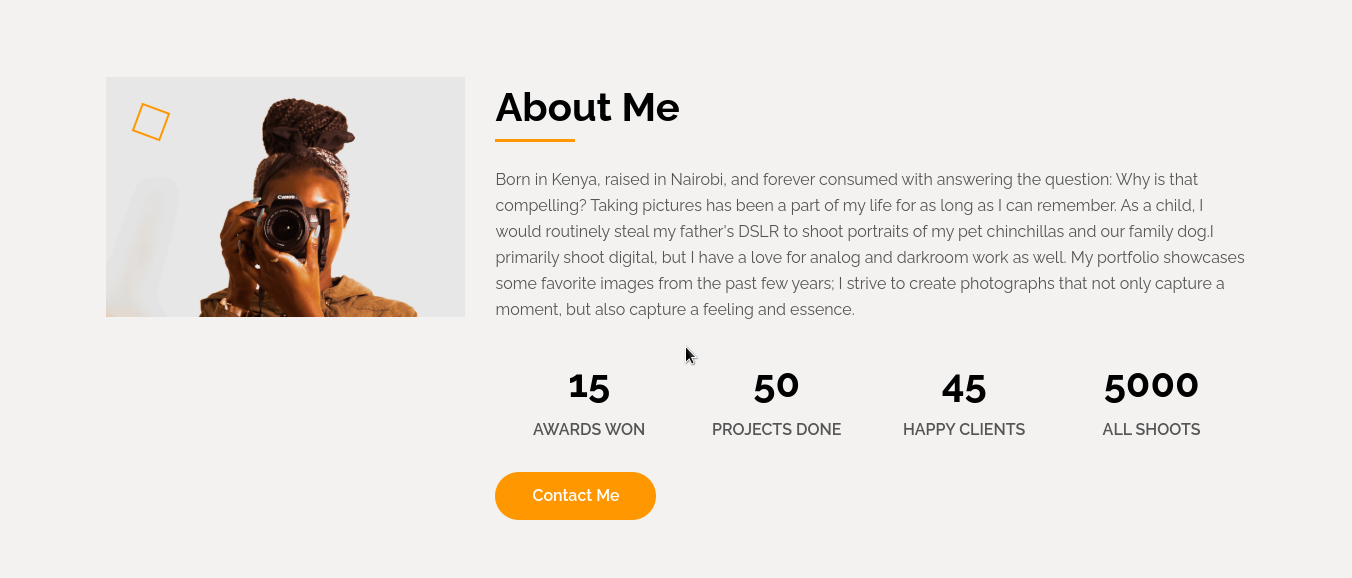 Canon
About Me
Born in Kenya, raised in Nairobi, and forever consumed with answering the question: Why is that
compelling? Taking pictures has been a part of my life for as long as I can remember. As a child, I
would routinely steal my father's DSLR to shoot portraits of my pet chinchillas and our family dog.I
primarily shoot digital, but I have a love for analog and darkroom work as well. My portfolio showcases
some favorite images from the past few years; I strive to create photographs that not only capture a
moment, but also capture a feeling and essence.
15
AWARDS WON
50
PROJECTS DONE
45
HAPPY CLIENTS
5000
ALL SHOOTS
Contact Me